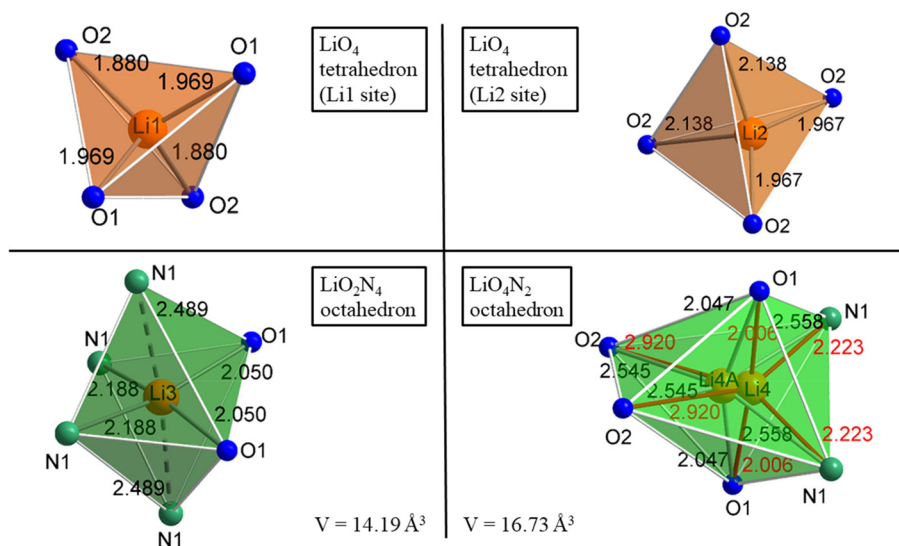 O2
O1
1.880
1.969
Li1
1.969
1.880
O1
O2
LiO₄
tetrahedron
(Li1 site)
LiO₄
tetrahedron
(Li2 site)
O2
2.138
O2
O2
2.138
Li2
1.967
1.967
O2
N1
2.489
N1
O1
2.188
2.050
Li3
2.050
2.188
N1
O1
2.489
N1
LiO₂N₄
octahedron
V = 14.19 Å³
LiO₄N₂
octahedron
O1
2.047
N1
2.006
2.558
O2
2.920
2.223
2.545
Li4A
Li4
2.545
2.920
O2
2.558
2.223
2.047
2.006
N1
O1
V = 16.73 Å³